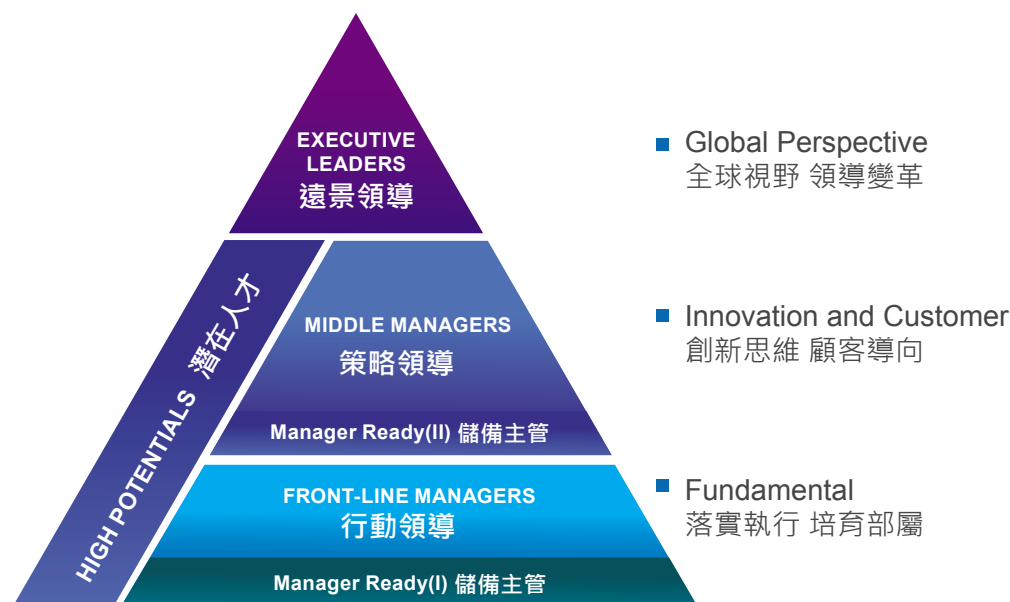 EXECUTIVE
LEADERS
遠景領導
Global Perspective
全球視野 領導變革
HIGH POTENTIALS 潛在人才
MIDDLE MANAGERS
策略領導
Manager Ready(II) 儲備主管
Innovation and Customer
創新思維 顧客導向
FRONT-LINE MANAGERS
行動領導
Manager Ready(I) 儲備主管
Fundamental
落實執行 培育部屬